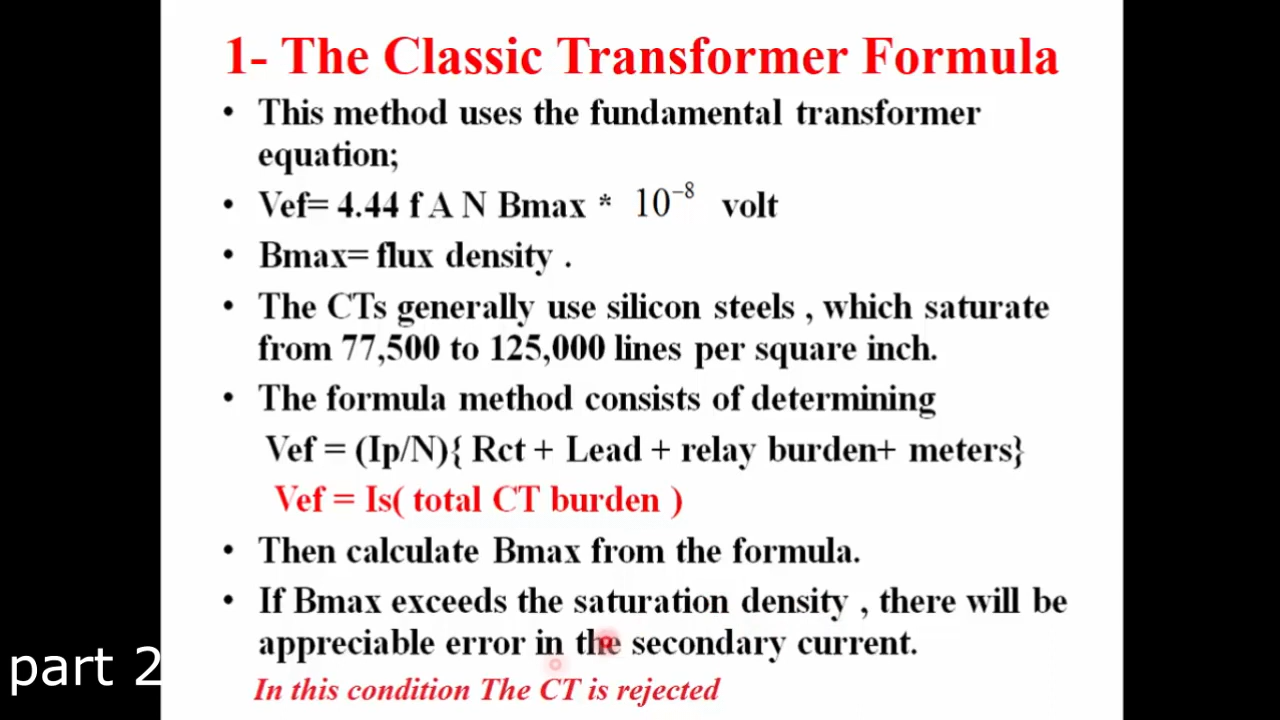 1- The Classic Transformer Formula
• This method uses the fundamental transformer
equation;
• Vef= 4.44 f A N Bmax * 10⁻⁸ volt
• Bmax= flux density .
• The CTs generally use silicon steels , which saturate
from 77,500 to 125,000 lines per square inch.
• The formula method consists of determining
Vef = (Ip/N){ Rct + Lead + relay burden+ meters}
Vef = Is( total CT burden )
• Then calculate Bmax from the formula.
• If Bmax exceeds the saturation density , there will be
appreciable error in the secondary current.
part 2
In this condition The CT is rejected